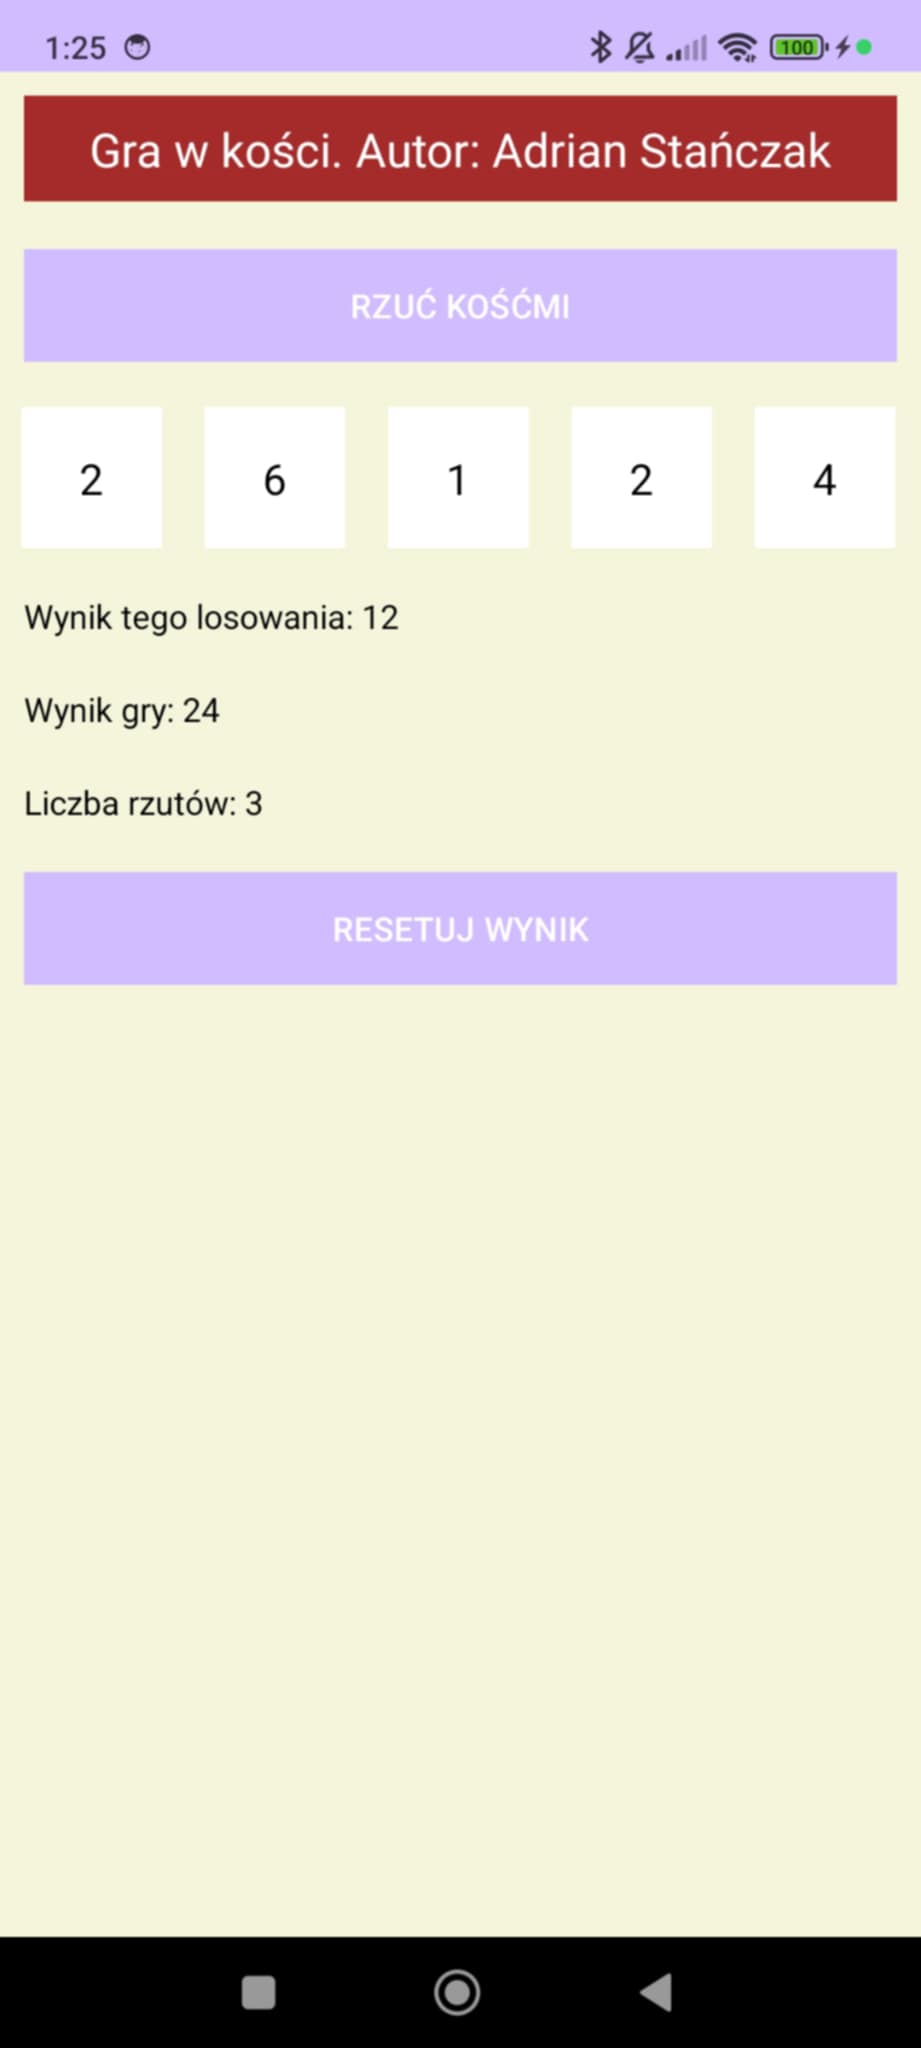 1:25
100
Gra w kości. Autor: Adrian Stańczak
RZUĆ KOŚĆMI
2 6 1 2 4
Wynik tego losowania: 12
Wynik gry: 24
Liczba rzutów: 3
RESETUJ WYNIK